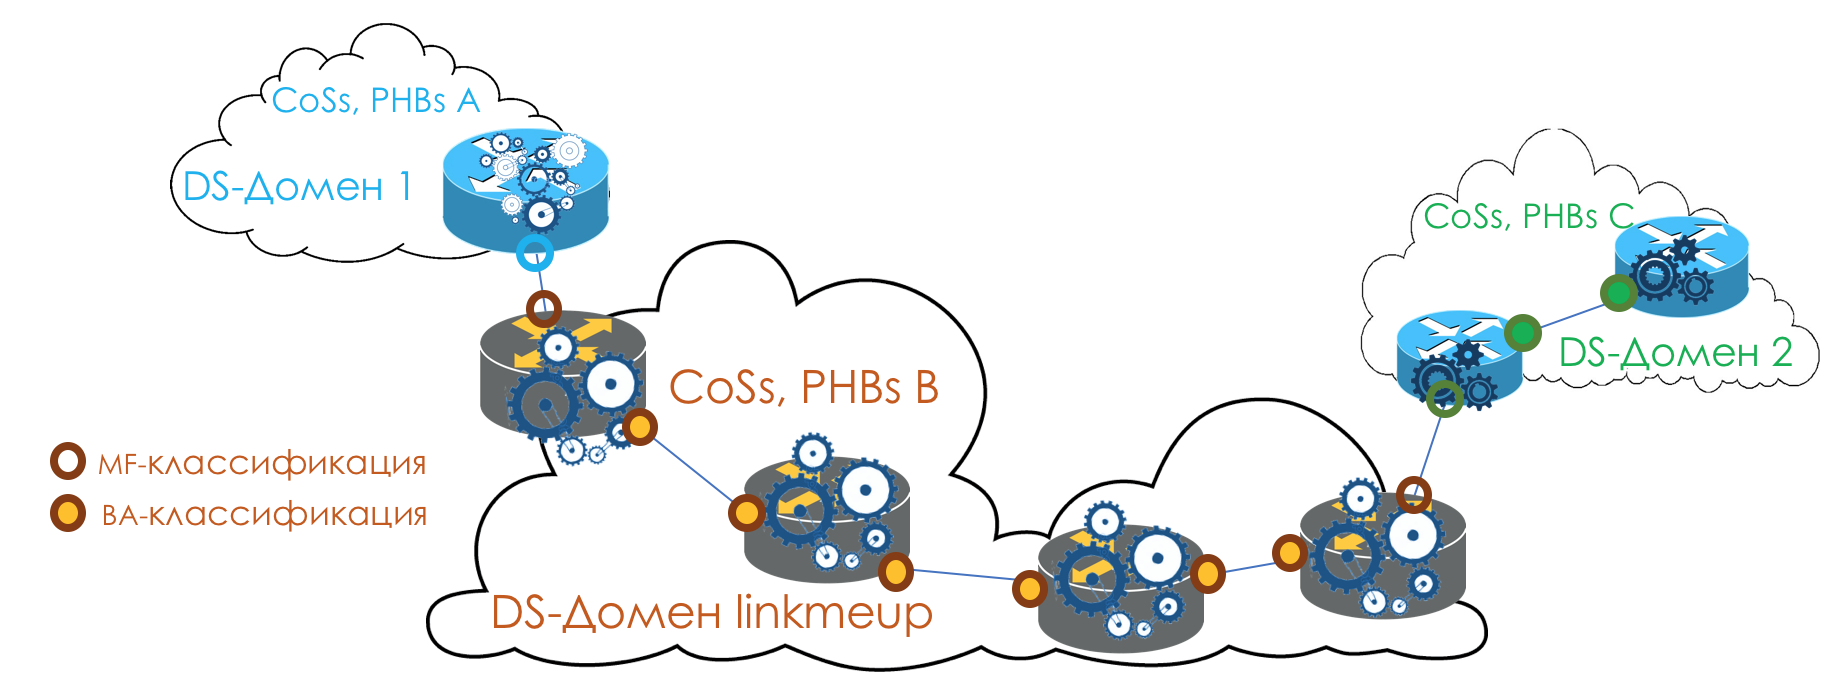 CoSs, PHBs A
DS-Домен 1
CoSs, PHBs C
DS-Домен 2
CoSs, PHBs B
MF-классификация
BA-классификация
DS-Домен linkmeup